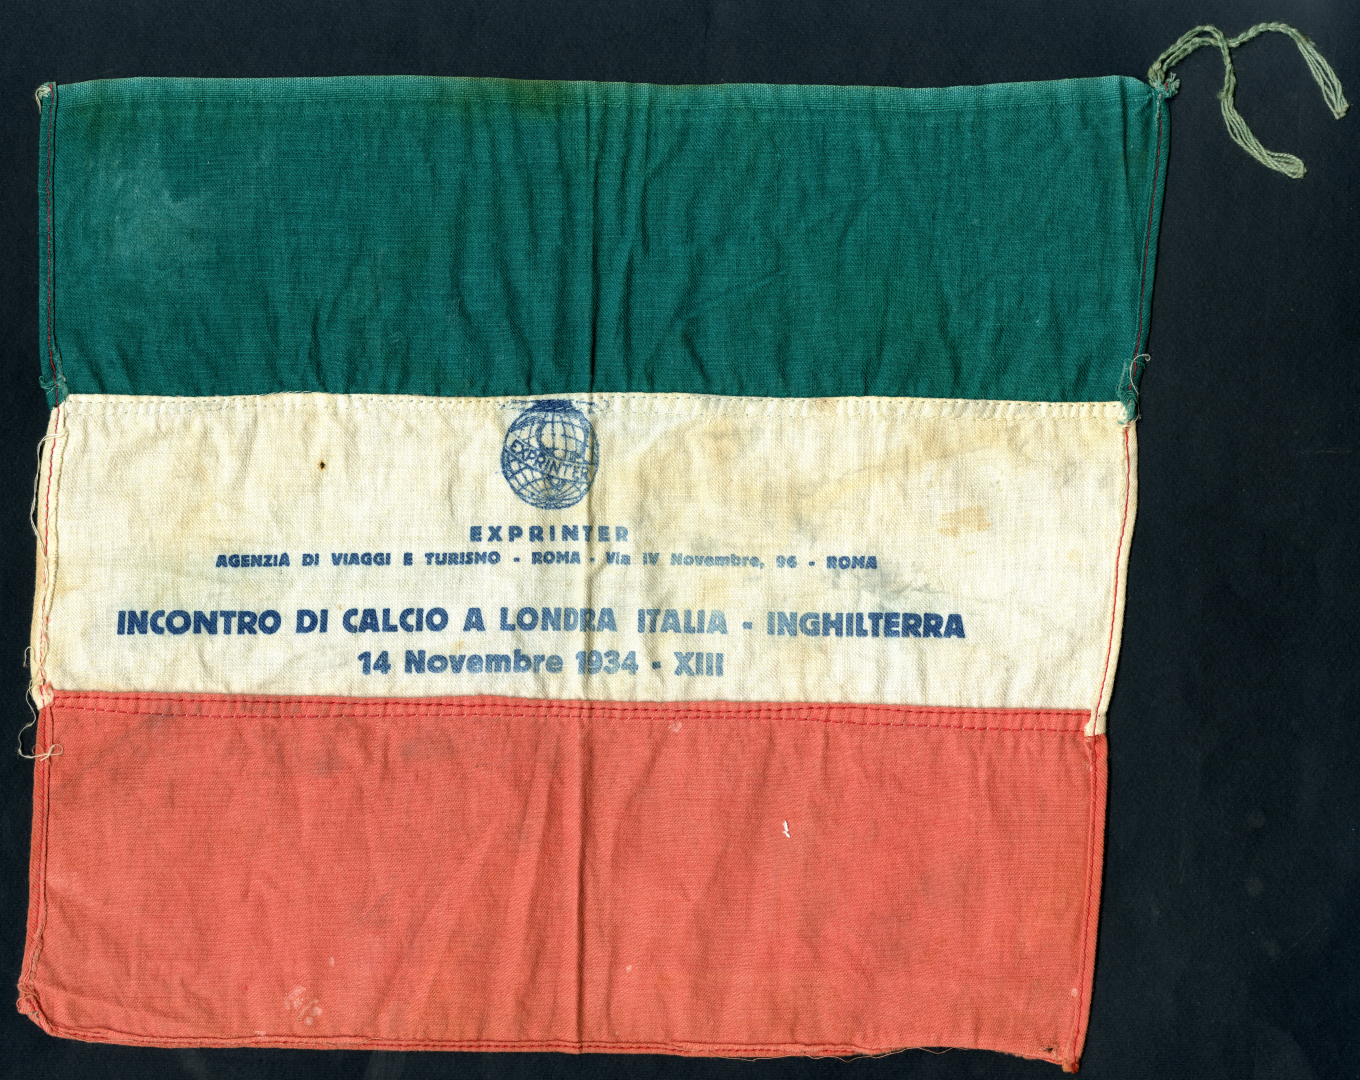 EXPRINTER
EXPRINTER
AGENZIA DI VIAGGI E TURISMO - ROMA - Via IV Novembre, 96 - ROMA
INCONTRO DI CALCIO A LONDRA ITALIA - INGHILTERRA
14 Novembre 1934 - XIII